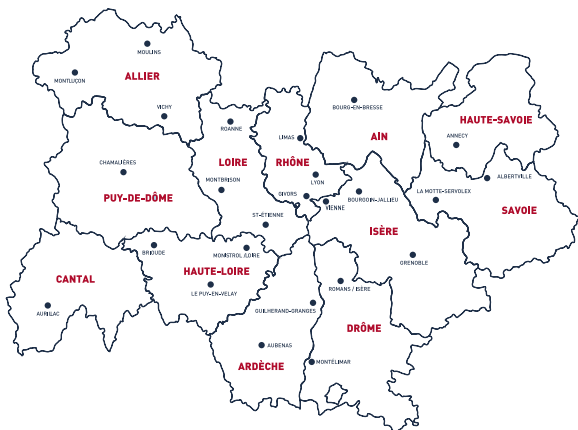 MOULINS
MONTLUÇON
ALLIER
VICHY
BOURG-EN-BRESSE
ROANNE
LIMAS
AIN
HAUTE-SAVOIE
ANNECY
CHAMALIÈRES
LOIRE
RHÔNE
LYON
ALBERTVILLE
PUY-DE-DÔME
MONTBRISON
GIVORS
VIENNE
BOURGOIN-JALLIEU
LA MOTTE-SERVOLEX
SAVOIE
ST-ÉTIENNE
ISÈRE
BRIOUDE
MONISTROL /LOIRE
GRENOBLE
CANTAL
HAUTE-LOIRE
LE PUY-EN-VELAY
ROMANS / ISÈRE
AURILLAC
GUILHERAND-GRANGES
DRÔME
AUBENAS
ARDÈCHE
MONTÉLIMAR